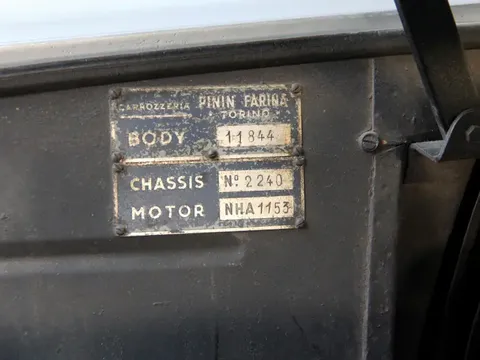 CARROZZERIA PININ FARINA
TORINO
BODY 11844
CHASSIS Nº 2240
MOTOR NHA1153